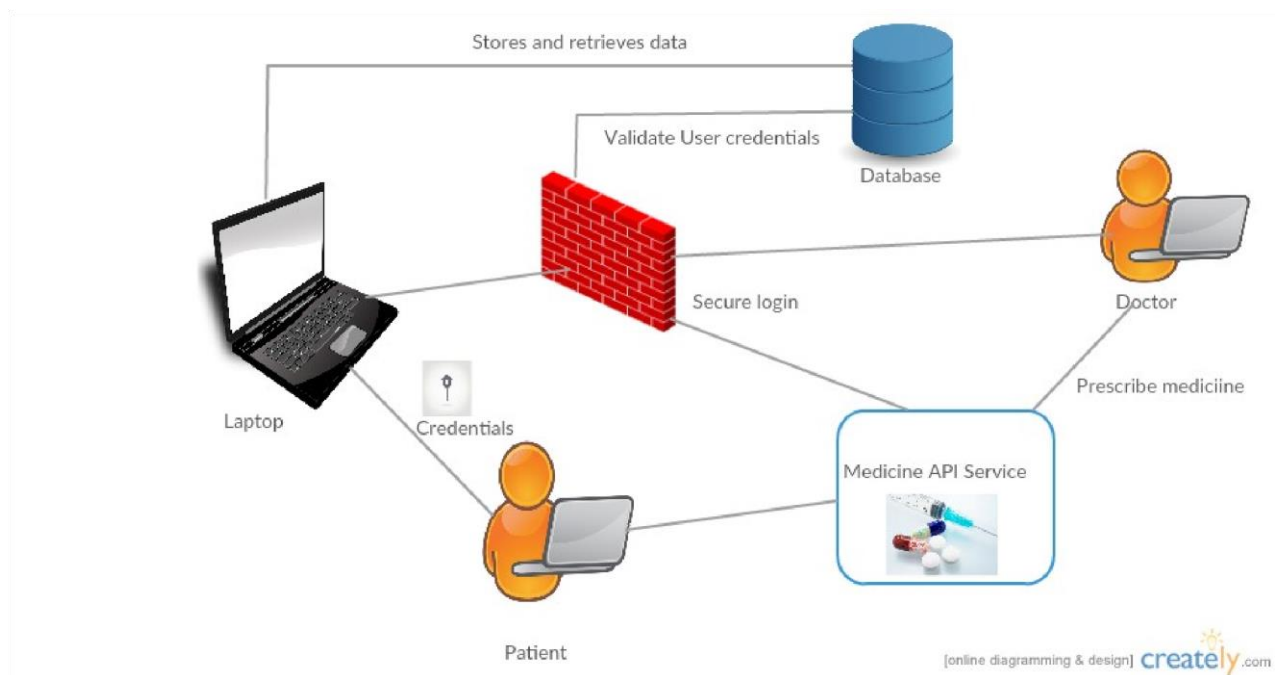 Stores and retrieves data
Validate User credentials
Database
Secure login
Doctor
Laptop
Credentials
Prescribe mediciine
Medicine API Service
Patient
[online diagramming & design] creately.com